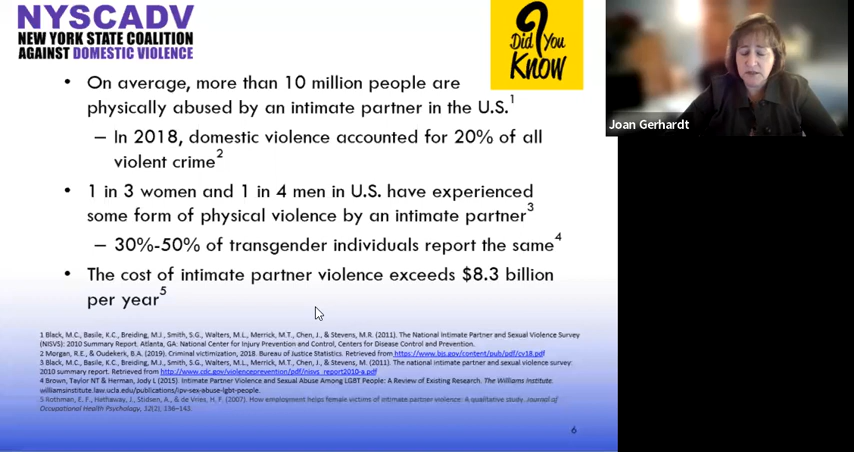 NYSCADV
NEW YORK STATE COALITION
AGAINST DOMESTIC VIOLENCE
Did You
KNOW
• On average, more than 10 million people are
physically abused by an intimate partner in the U.S.1
– In 2018, domestic violence accounted for 20% of all
violent crime2
• 1 in 3 women and 1 in 4 men in U.S. have experienced
some form of physical violence by an intimate partner3
– 30%-50% of transgender individuals report the same4
• The cost of intimate partner violence exceeds $8.3 billion
per year5
1 Black, M.C., Basile, K.C., Breiding, M.J., Smith, S.G., Walters, M.L., Merrick, M.T., Chen, J., & Stevens, M.R. (2011). The National Intimate Partner and Sexual Violence Survey
(NISVS): 2010 Summary Report. Atlanta, GA: National Center for Injury Prevention and Control, Centers for Disease Control and Prevention.
2 Morgan, R.E., & Oudekerk, B.A. (2019). Criminal victimization, 2018. Bureau of Justice Statistics. Retrieved from https://www.bjs.gov/content/pub/pdf/cv18.pdf
3 Black, M.C., Basile, K.C., Breiding, M.J., Smith, S.G., Walters, M.L., Merrick, M.T., Chen, J., & Stevens, M. (2011). The national intimate partner and sexual violence survey:
2010 summary report. Retrieved from http://www.cdc.gov/violenceprevention/pdf/nisvs_report2010-a.pdf
4 Brown, Taylor NT & Herman, Jody L (2015) Intimate Partner Violence and Sexual Abuse Among LGBT People: A Review of Existing Research. The Williams Institute.
williamsinstitute.law.ucla.edu/publications/ipv-sex-abuse-lgbt-people.
5 Rothman, E. F., Hathaway, J., Stidsen, A., & de Vries, H. F. (2007). How employment helps female victims of intimate partner violence: A qualitative study. Journal of
Occupational Health Psychology, 12(2), 136–143.
6
Joan Gerhardt